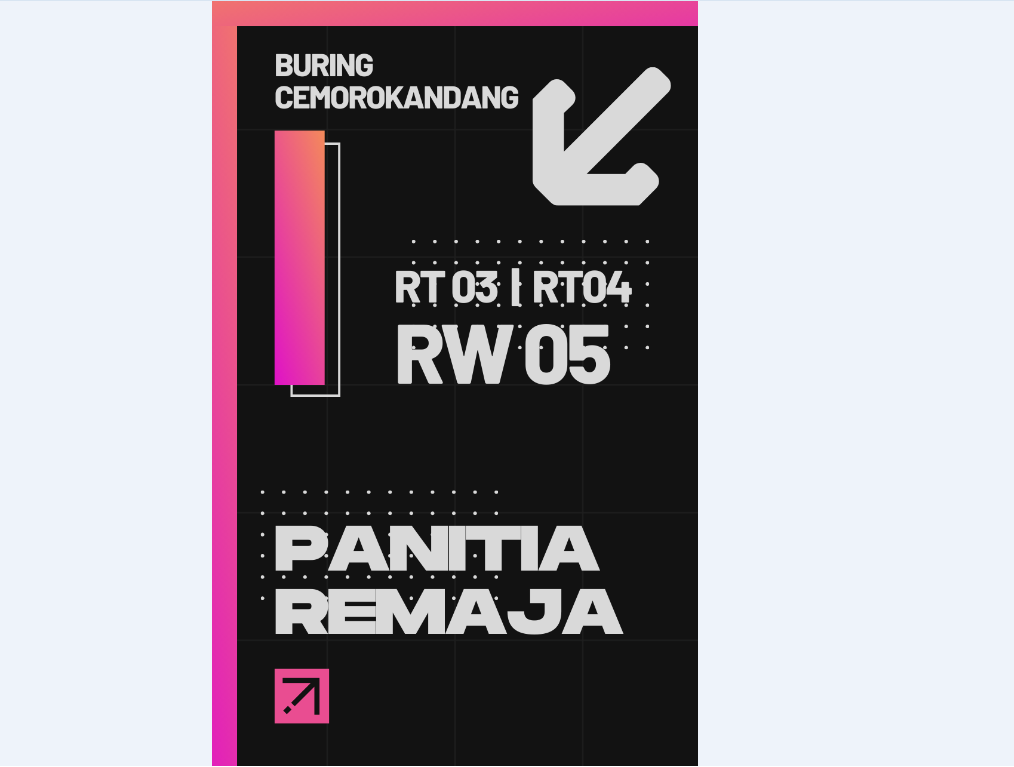 BURING
CEMOROKANDANG
RT 03 | RT04
RW 05
PANITIA
REMAJA